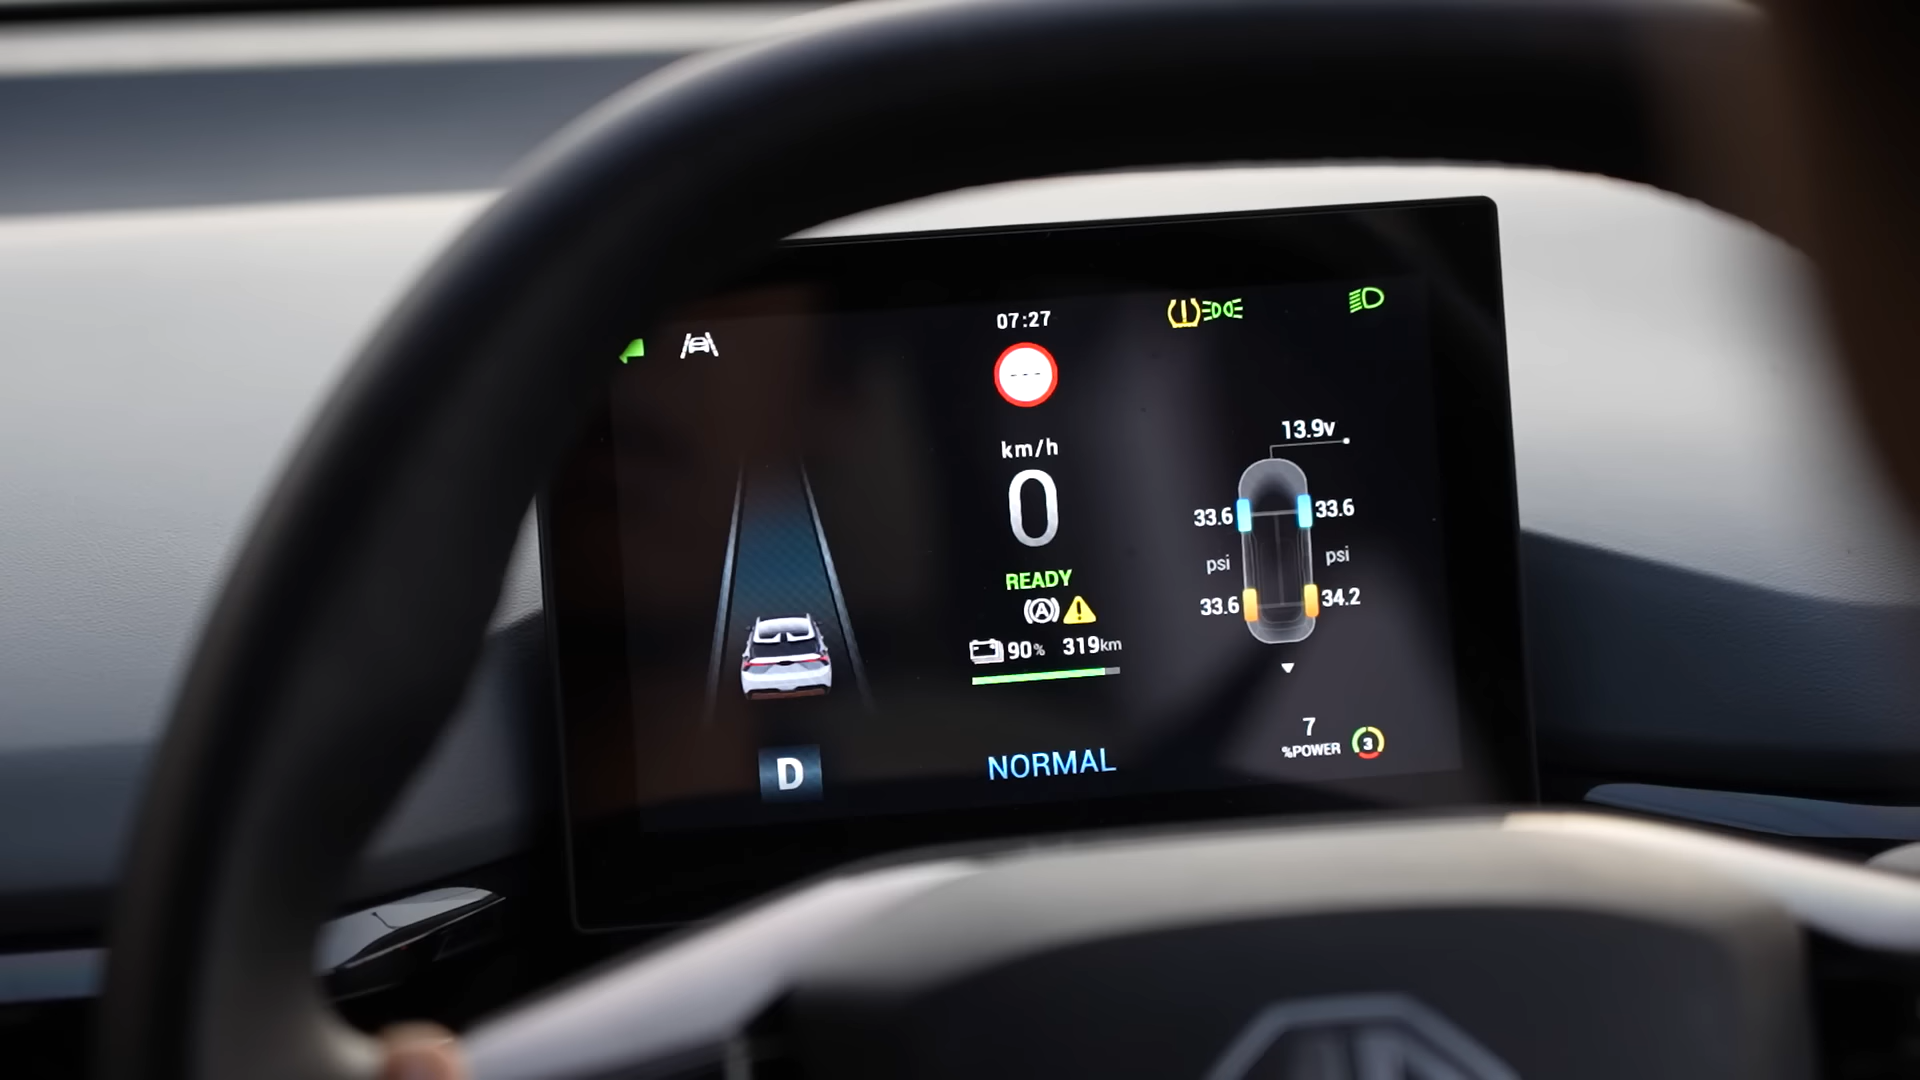 07:27
---
km/h
0
READY
A
90% 319km
13.9v
33.6 33.6
psi psi
33.6 34.2
D
NORMAL
7
%POWER 3